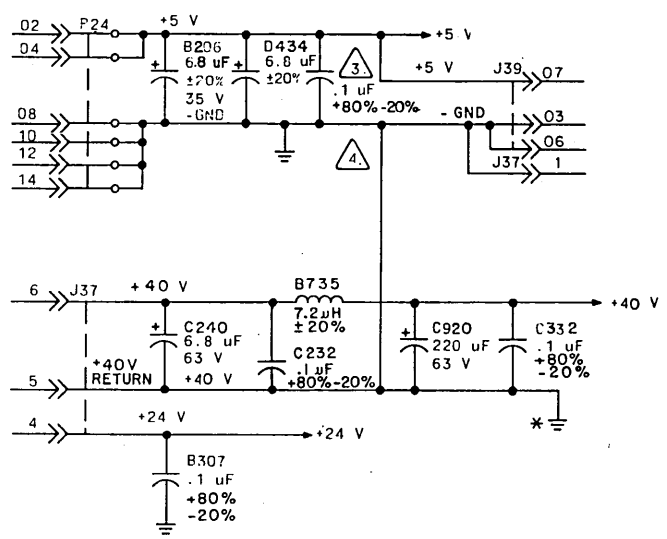 02 P24 +5 V +5 V
04
B206 D434
6.8 uF 6.8 uF 3.
±20% ±20% .1 uF +5 V J39 07
35 V +80%-20%
08 -GND - GND 03
10
12 4. 06
14 J37 1
6 J37 +40 V B735 +40 V
7.2µH
± 20%
C240 C920 C332
6.8 uF C232 220 uF .1 uF
63 V .1 uF 63 V +80%
+40V +80%-20% -20%
RETURN +40 V
5
4 +24 V *
+24 V
B307
.1 uF
+80%
-20%